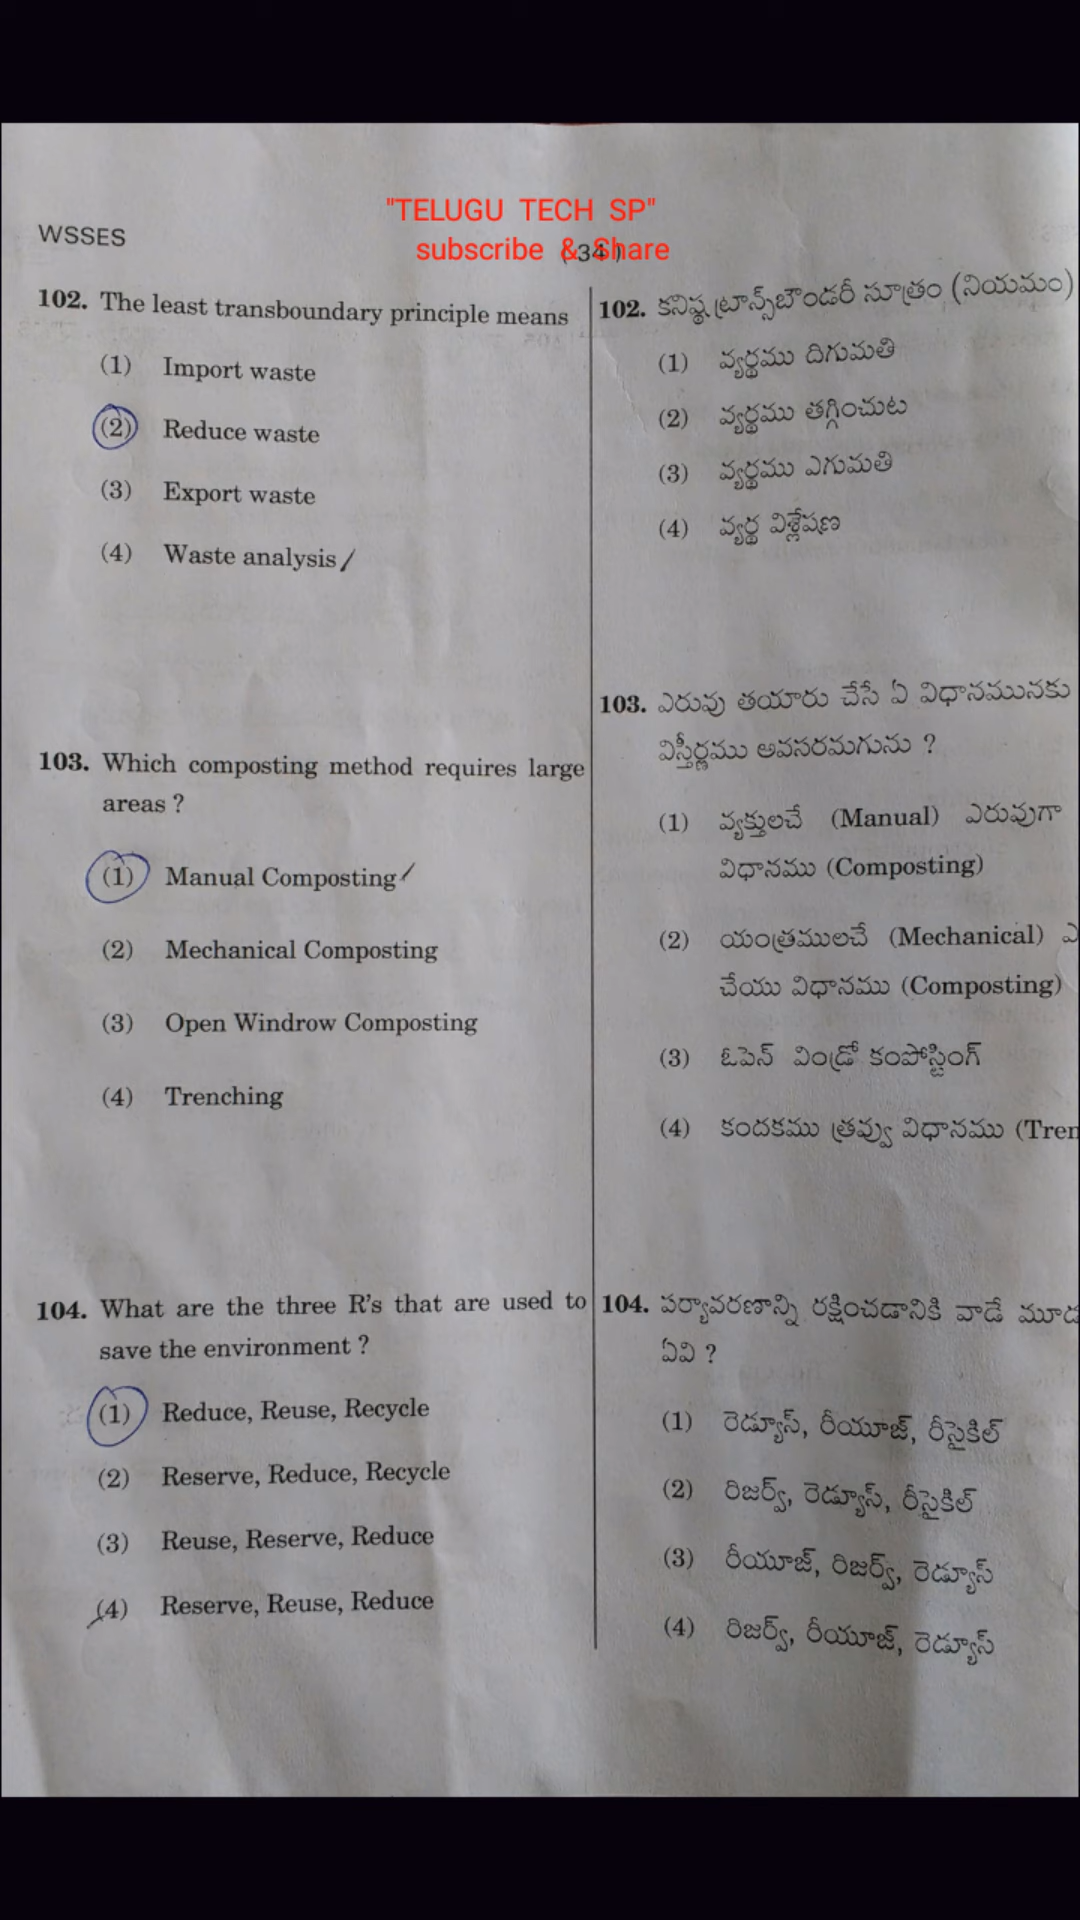 "TELUGU TECH SP"
subscribe & Share
WSSES
(34)
102. The least transboundary principle means
(1) Import waste
(2) Reduce waste
(3) Export waste
(4) Waste analysis
103. Which composting method requires large
areas ?
(1) Manual Composting
(2) Mechanical Composting
(3) Open Windrow Composting
(4) Trenching
104. What are the three R's that are used to
save the environment ?
(1) Reduce, Reuse, Recycle
(2) Reserve, Reduce, Recycle
(3) Reuse, Reserve, Reduce
(4) Reserve, Reuse, Reduce
102. కనిష్ఠ ట్రాన్స్‌బౌండరీ సూత్రం (నియమం)
(1) వ్యర్థము దిగుమతి
(2) వ్యర్థము తగ్గించుట
(3) వ్యర్థము ఎగుమతి
(4) వ్యర్థ విశ్లేషణ
103. ఎరువు తయారు చేసే ఏ విధానమునకు
విస్తీర్ణము అవసరమగును ?
(1) వ్యక్తులచే (Manual) ఎరువుగా
విధానము (Composting)
(2) యంత్రములచే (Mechanical) ఎ
చేయు విధానము (Composting)
(3) ఓపెన్ విండ్రో కంపోస్టింగ్
(4) కందకము త్రవ్వు విధానము (Tren
104. పర్యావరణాన్ని రక్షించడానికి వాడే మూడ
ఏవి ?
(1) రెడ్యూస్, రీయూజ్, రీసైకిల్
(2) రిజర్వ్, రెడ్యూస్, రీసైకిల్
(3) రీయూజ్, రిజర్వ్, రెడ్యూస్
(4) రిజర్వ్, రీయూజ్, రెడ్యూస్